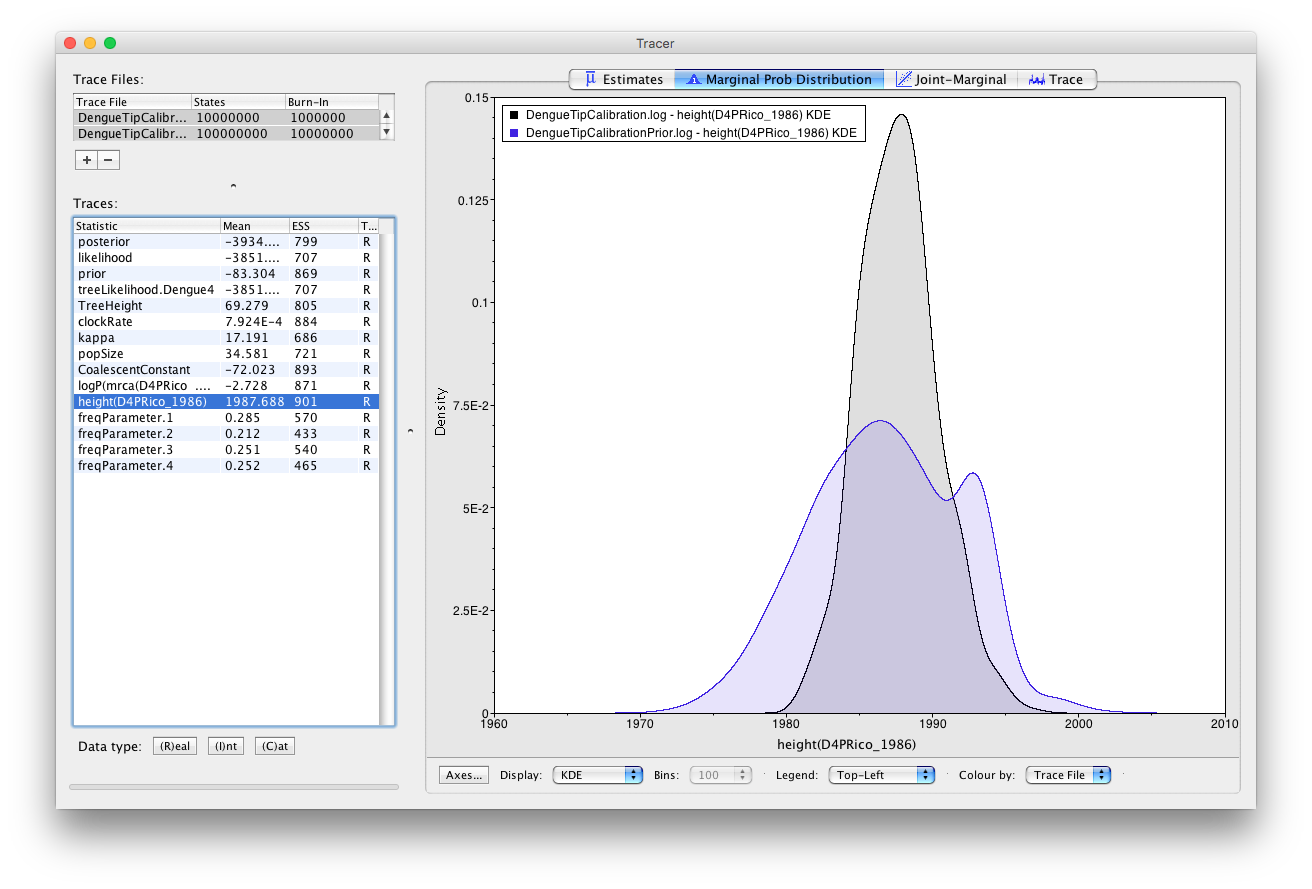 Tracer
Trace Files:
Trace File States Burn-In
DengueTipCalibr... 10000000 1000000
DengueTipCalibr... 100000000 10000000
+ −
Traces:
Statistic Mean ESS T...
posterior -3934.... 799 R
likelihood -3851.... 707 R
prior -83.304 869 R
treeLikelihood.Dengue4 -3851.... 707 R
TreeHeight 69.279 805 R
clockRate 7.924E-4 884 R
kappa 17.191 686 R
popSize 34.581 721 R
CoalescentConstant -72.023 893 R
logP(mrca(D4PRico .... -2.728 871 R
height(D4PRico_1986) 1987.688 901 R
freqParameter.1 0.285 570 R
freqParameter.2 0.212 433 R
freqParameter.3 0.251 540 R
freqParameter.4 0.252 465 R
Data type: (R)eal (I)nt (C)at
Estimates Marginal Prob Distribution Joint-Marginal Trace
DengueTipCalibration.log - height(D4PRico_1986) KDE
DengueTipCalibrationPrior.log - height(D4PRico_1986) KDE
0.15
0.125
0.1
7.5E-2
5E-2
2.5E-2
0
Density
1960 1970 1980 1990 2000 2010
height(D4PRico_1986)
Axes... Display: KDE Bins: 100 Legend: Top-Left Colour by: Trace File